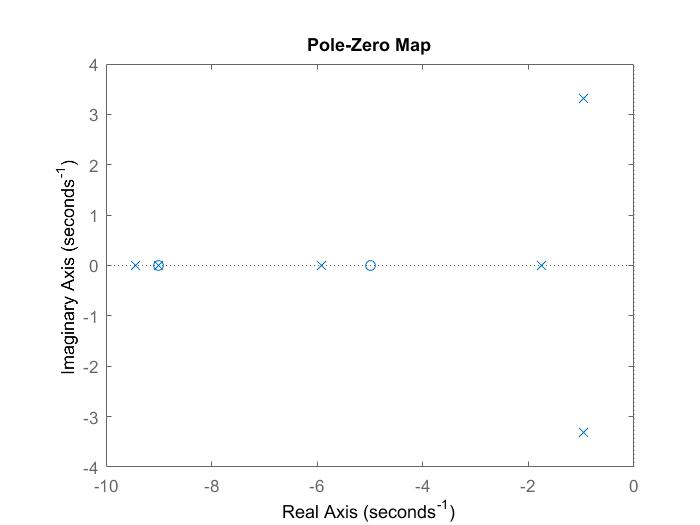 Pole-Zero Map
4
3
2
1
0
-1
-2
-3
-4
Imaginary Axis (seconds⁻¹)
-10 -8 -6 -4 -2 0
Real Axis (seconds⁻¹)